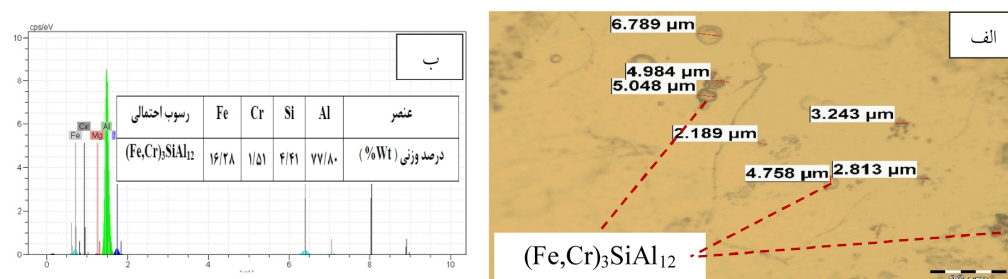 cps/eV
ب
10
8
6
4
2
0
Fe Cr Mg Al
عنصر Al Si Cr Fe رسوب احتمالی
درصد وزنی (Wt%) ۷۷/۸۰ ۴/۴۱ ۱/۵۱ ۱۶/۲۸ (Fe,Cr)₃SiAl₁₂
0 2 4 6 8 10
الف
6.789 µm
4.984 µm
5.048 µm
3.243 µm
2.189 µm
2.813 µm
4.758 µm
(Fe,Cr)₃SiAl₁₂